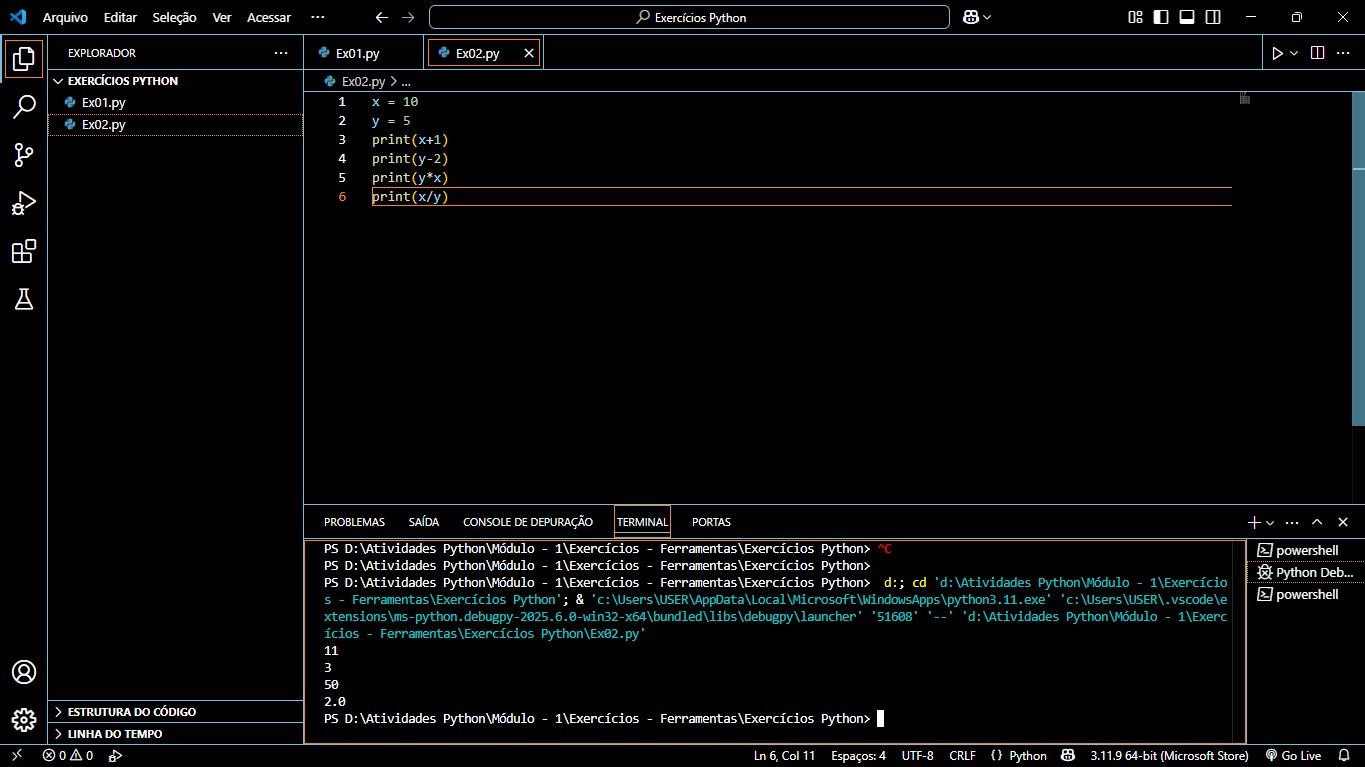 Arquivo Editar Seleção Ver Acessar ··· Exercícios Python
EXPLORADOR ···
EXERCÍCIOS PYTHON
Ex01.py
Ex02.py
ESTRUTURA DO CÓDIGO
LINHA DO TEMPO
Ex01.py Ex02.py
Ex02.py > ...
1 x = 10
2 y = 5
3 print(x+1)
4 print(y-2)
5 print(y*x)
6 print(x/y)
PROBLEMAS SAÍDA CONSOLE DE DEPURAÇÃO TERMINAL PORTAS
PS D:\Atividades Python\Módulo - 1\Exercícios - Ferramentas\Exercícios Python> ^C
PS D:\Atividades Python\Módulo - 1\Exercícios - Ferramentas\Exercícios Python>
PS D:\Atividades Python\Módulo - 1\Exercícios - Ferramentas\Exercícios Python>  d:; cd 'd:\Atividades Python\Módulo - 1\Exercício
s - Ferramentas\Exercícios Python'; & 'c:\Users\USER\AppData\Local\Microsoft\WindowsApps\python3.11.exe' 'c:\Users\USER\.vscode\e
xtensions\ms-python.debugpy-2025.6.0-win32-x64\bundled\libs\debugpy\launcher' '51608' '--' 'd:\Atividades Python\Módulo - 1\Exerc
ícios - Ferramentas\Exercícios Python\Ex02.py'
11
3
50
2.0
PS D:\Atividades Python\Módulo - 1\Exercícios - Ferramentas\Exercícios Python>
powershell
Python Deb...
powershell
0 0 Ln 6, Col 11 Espaços: 4 UTF-8 CRLF {} Python 3.11.9 64-bit (Microsoft Store) Go Live